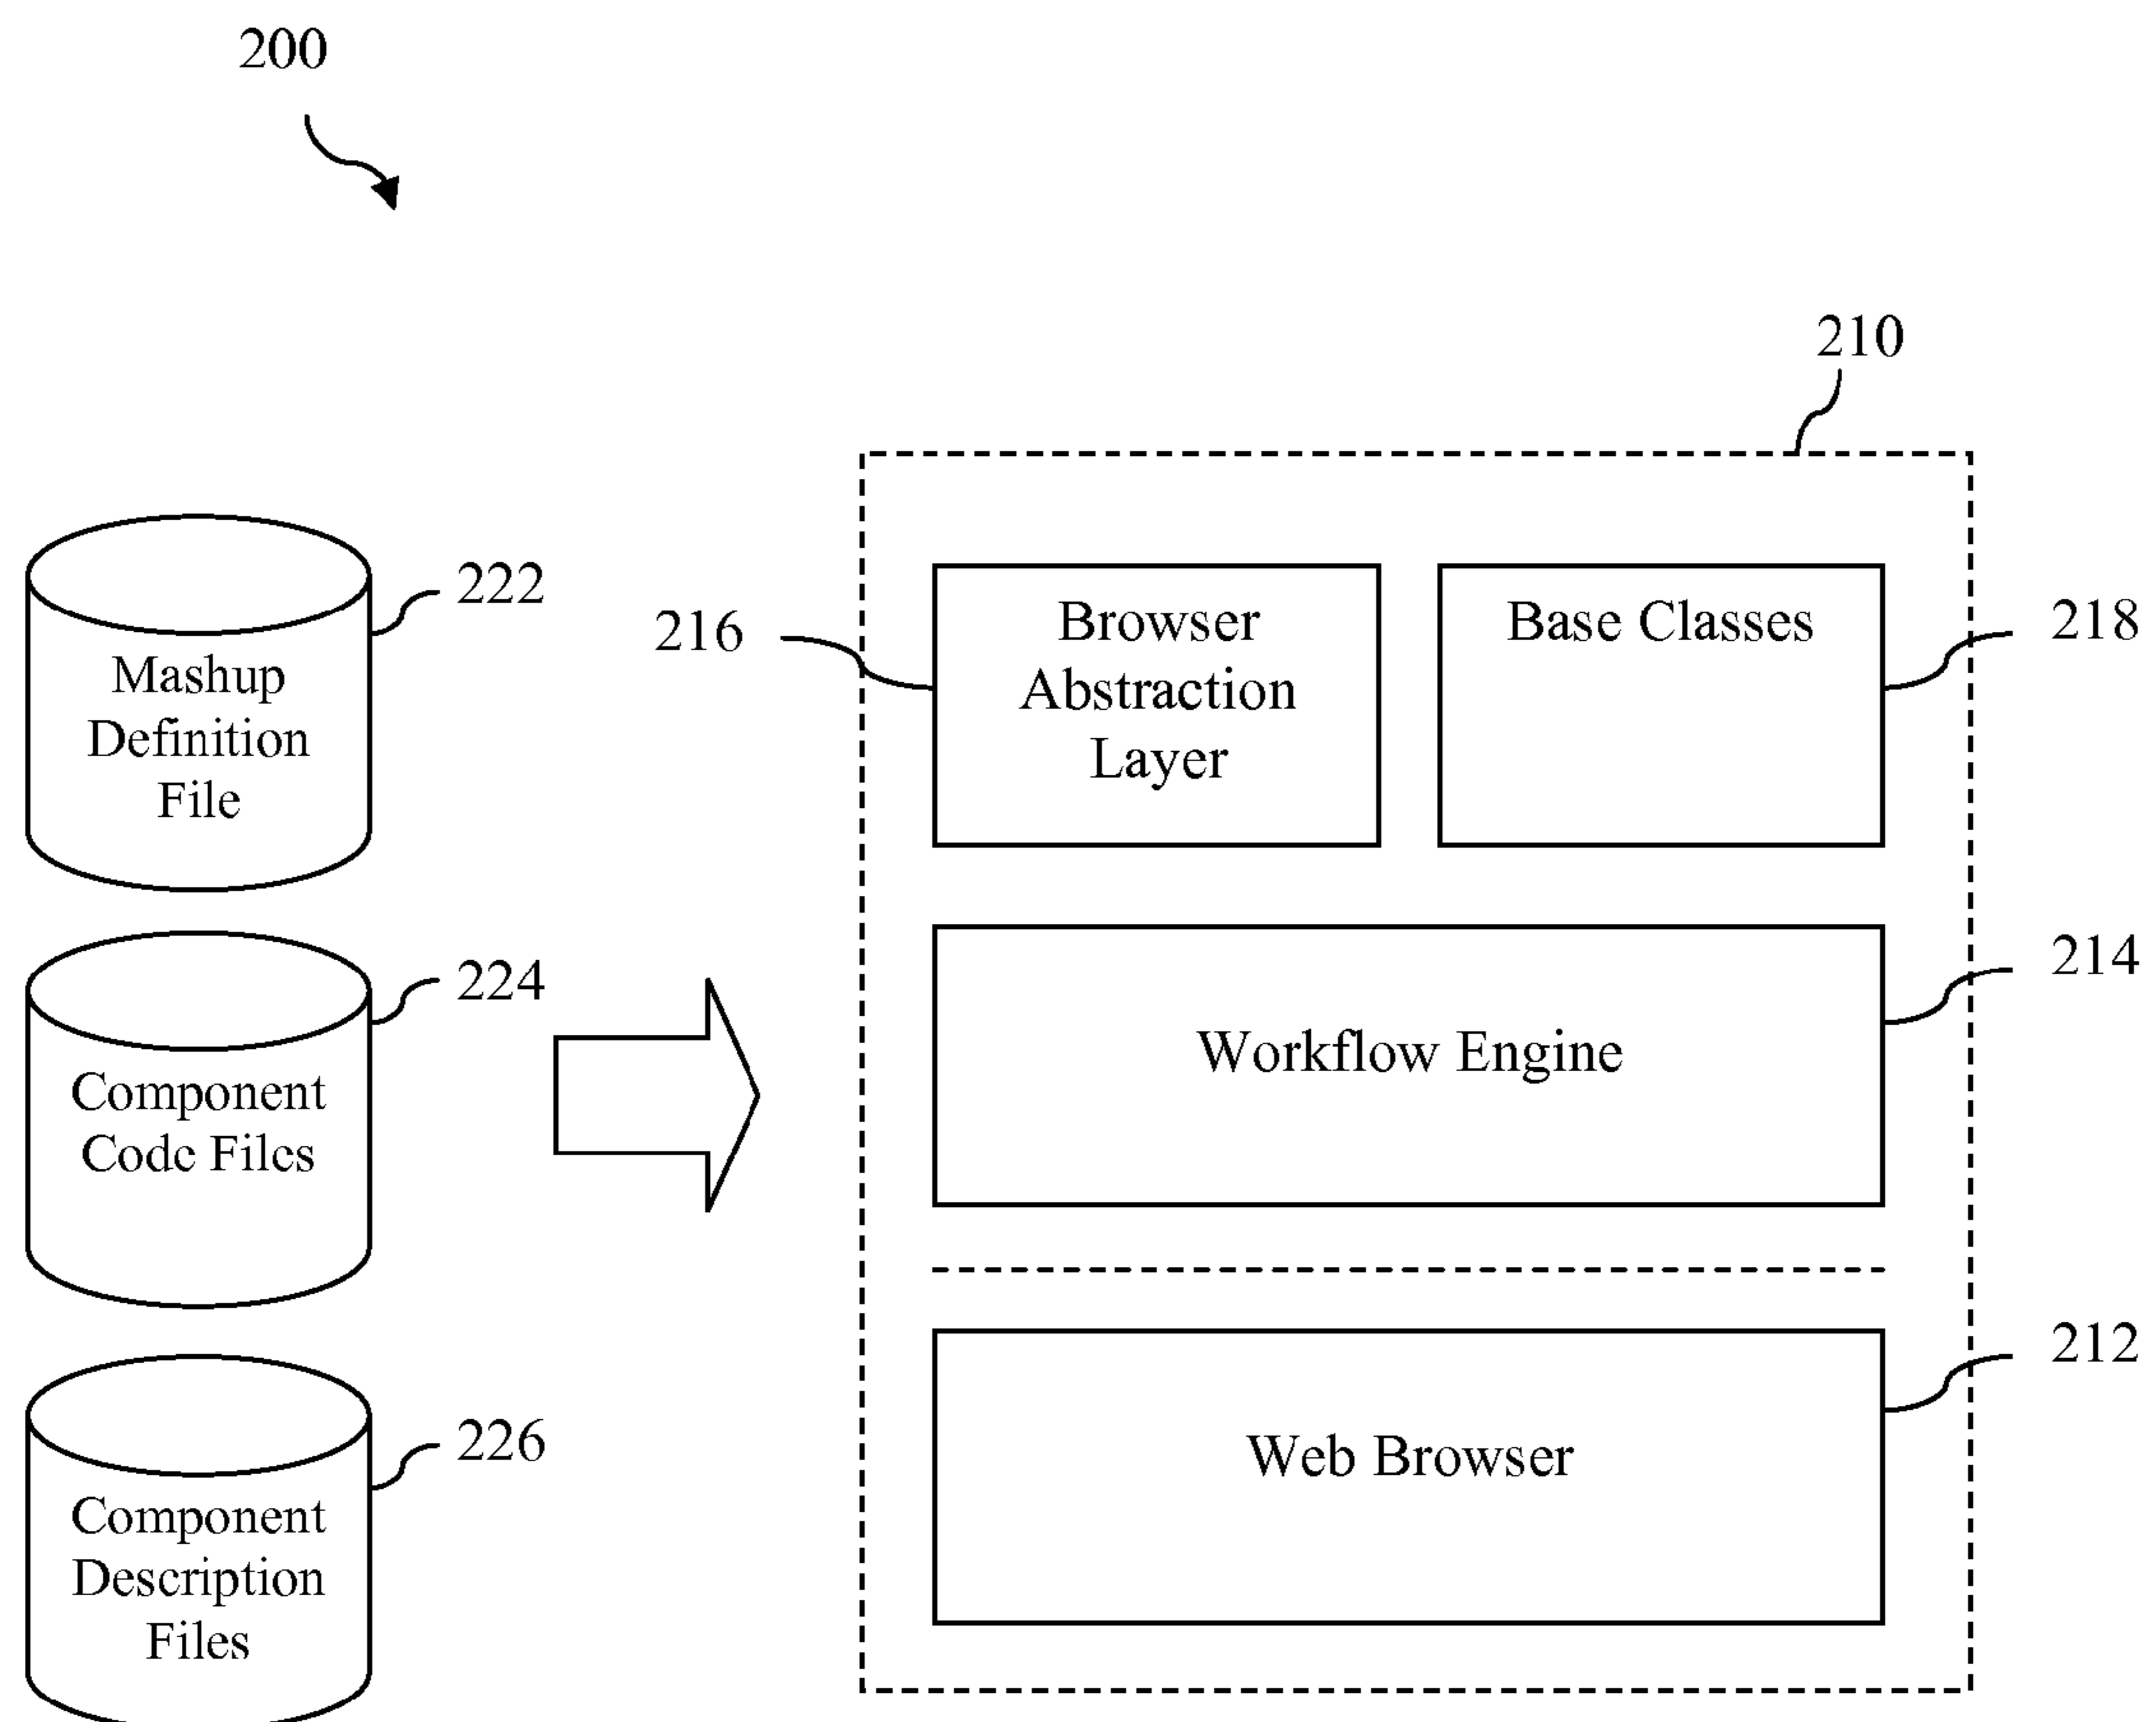 200
210
222
Mashup
Definition
File
216
Browser
Abstraction
Layer
Base Classes
218
224
Component
Code Files
Workflow Engine
214
226
Component
Description
Files
Web Browser
212